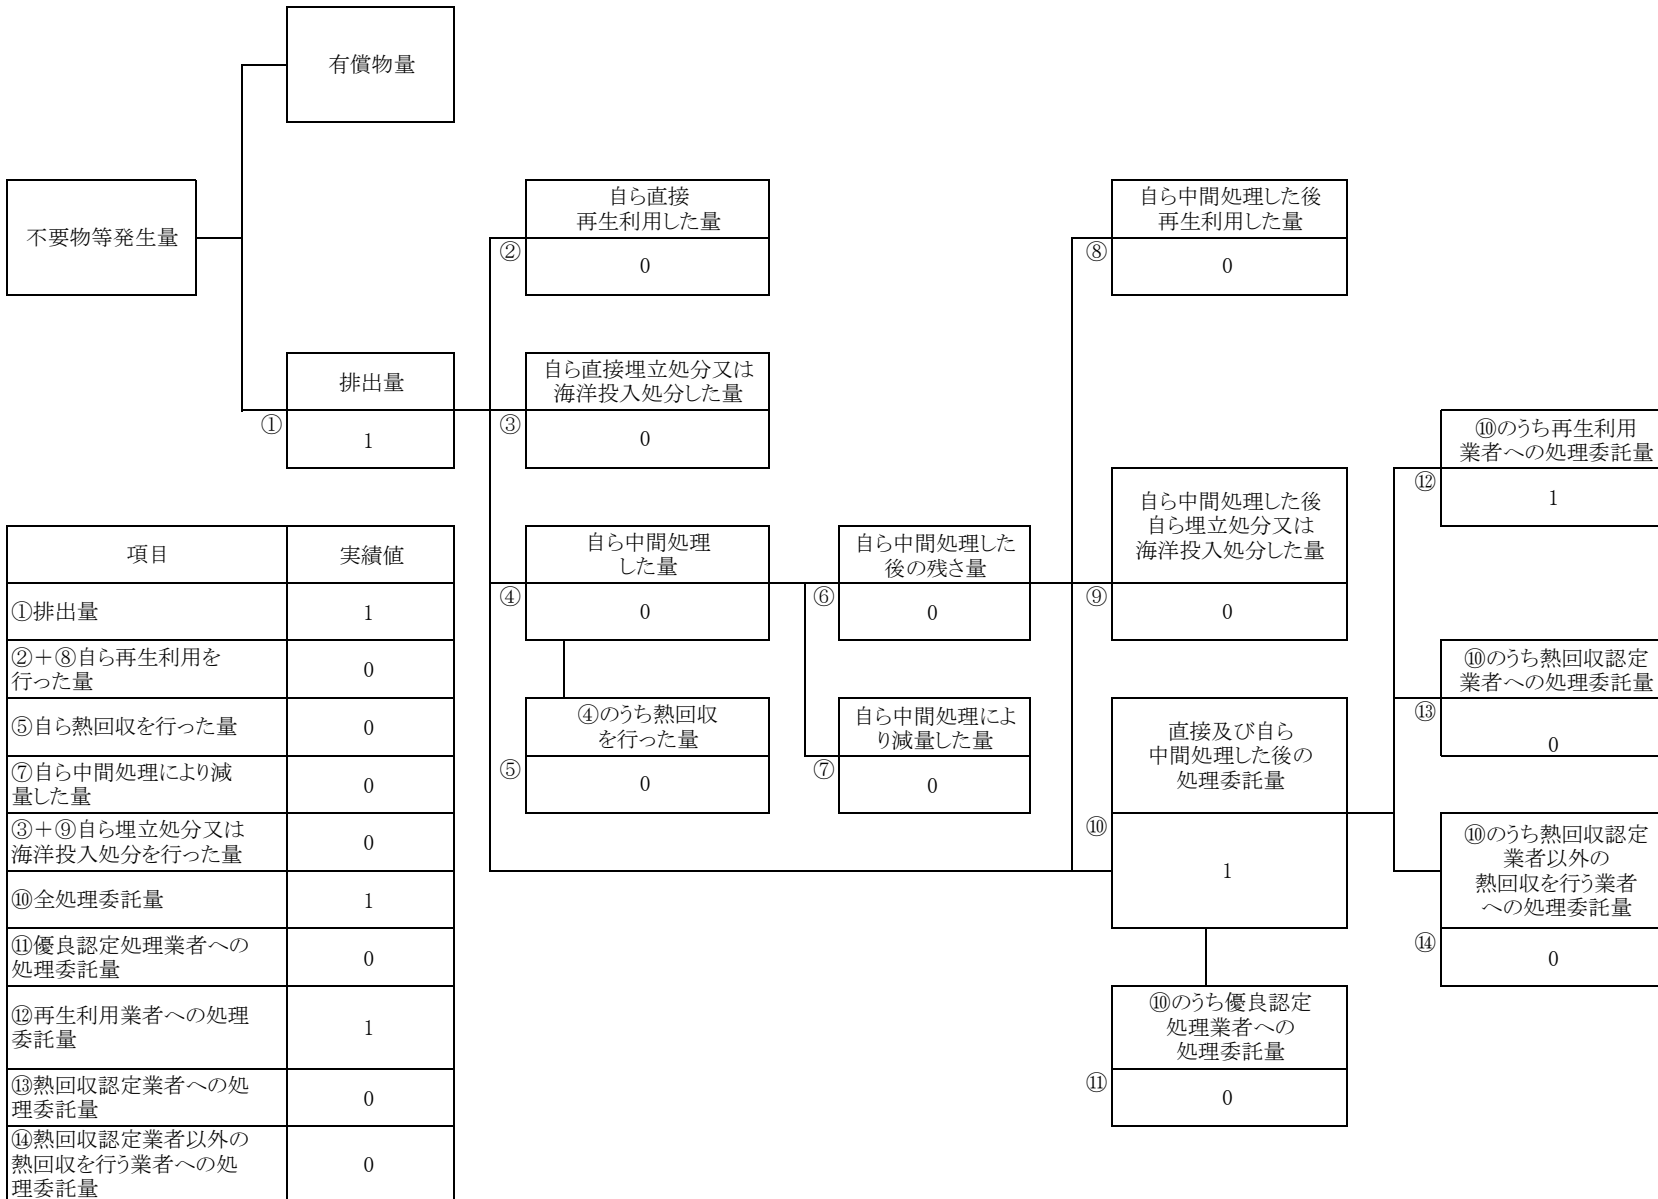 有償物量
不要物等発生量
自ら直接
再生利用した量
②
0
自ら中間処理した後
再生利用した量
⑧
0
排出量
①
1
自ら直接埋立処分又は
海洋投入処分した量
③
0
⑩のうち再生利用
業者への処理委託量
⑫
1
自ら中間処理した後
自ら埋立処分又は
海洋投入処分した量
⑨
0
自ら中間処理
した量
④
0
自ら中間処理した
後の残さ量
⑥
0
⑩のうち熱回収認定
業者への処理委託量
⑬
0
④のうち熱回収
を行った量
⑤
0
自ら中間処理によ
り減量した量
⑦
0
直接及び自ら
中間処理した後の
処理委託量
⑩
1
⑩のうち熱回収認定
業者以外の
熱回収を行う業者
への処理委託量
⑭
0
⑩のうち優良認定
処理業者への
処理委託量
⑪
0
項目 実績値
①排出量 1
②＋⑧自ら再生利用を
行った量 0
⑤自ら熱回収を行った量 0
⑦自ら中間処理により減
量した量 0
③＋⑨自ら埋立処分又は
海洋投入処分を行った量 0
⑩全処理委託量 1
⑪優良認定処理業者への
処理委託量 0
⑫再生利用業者への処理
委託量 1
⑬熱回収認定業者への処
理委託量 0
⑭熱回収認定業者以外の
熱回収を行う業者への処
理委託量 0